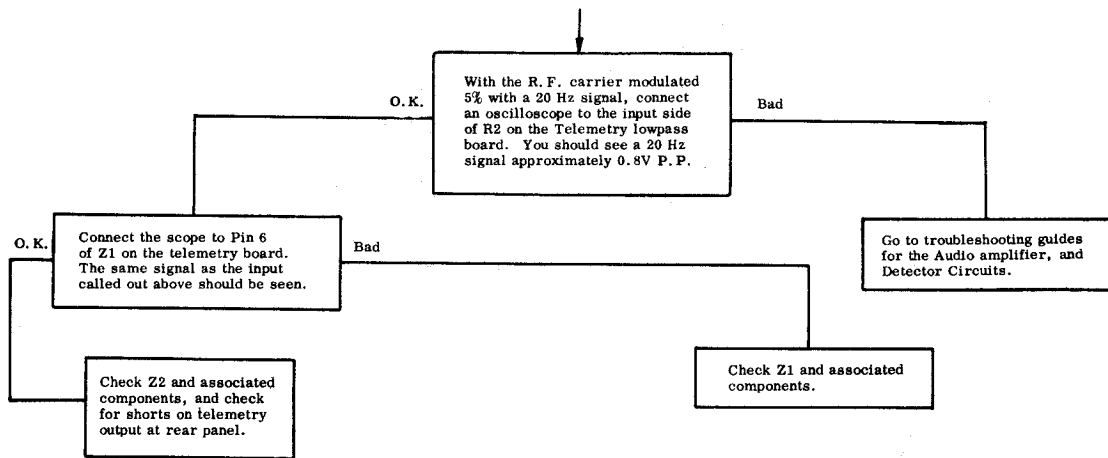 With the R.F. carrier modulated
5% with a 20 Hz signal, connect
an oscilloscope to the input side
of R2 on the Telemetry lowpass
board. You should see a 20 Hz
signal approximately 0.8V P.P.
O.K.
Bad
Connect the scope to Pin 6
of Z1 on the telemetry board.
The same signal as the input
called out above should be seen.
O.K.
Bad
Go to troubleshooting guides
for the Audio amplifier, and
Detector Circuits.
Check Z2 and associated
components, and check
for shorts on telemetry
output at rear panel.
Check Z1 and associated
components.